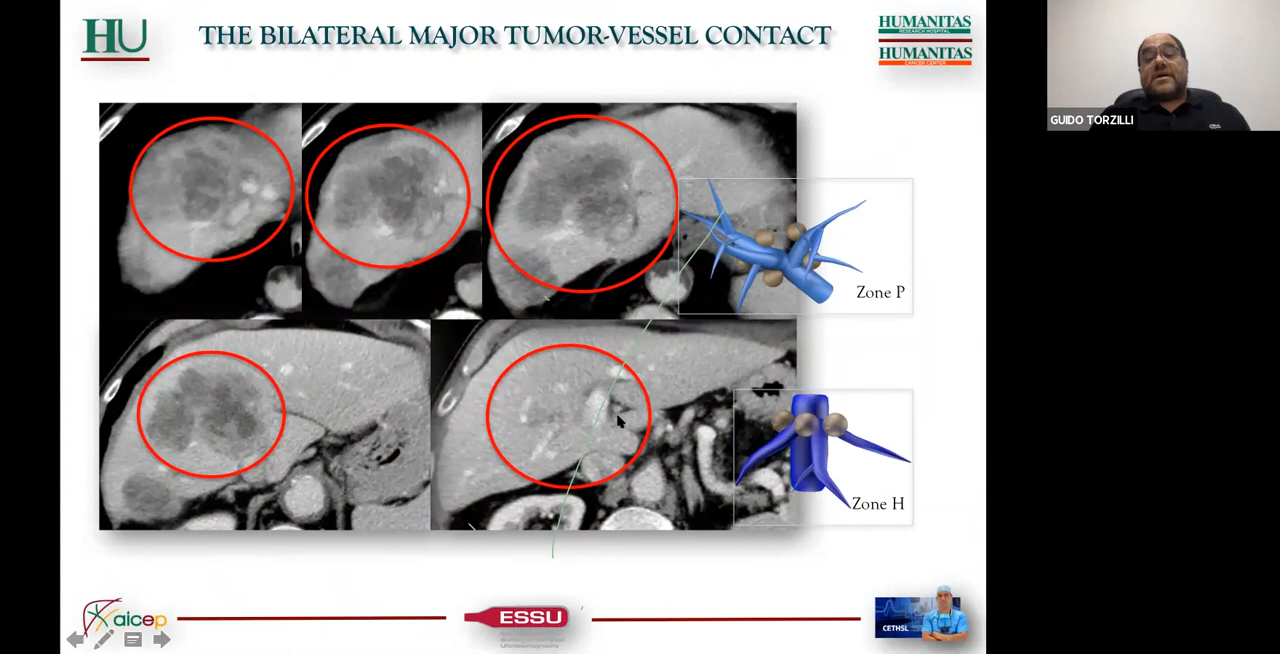 HU
THE BILATERAL MAJOR TUMOR-VESSEL CONTACT
HUMANITAS
RESEARCH HOSPITAL
HUMANITAS
CANCER CENTER
GUIDO TORZILLI
Zone P
Zone H
aicep
ESSU
CETHSL